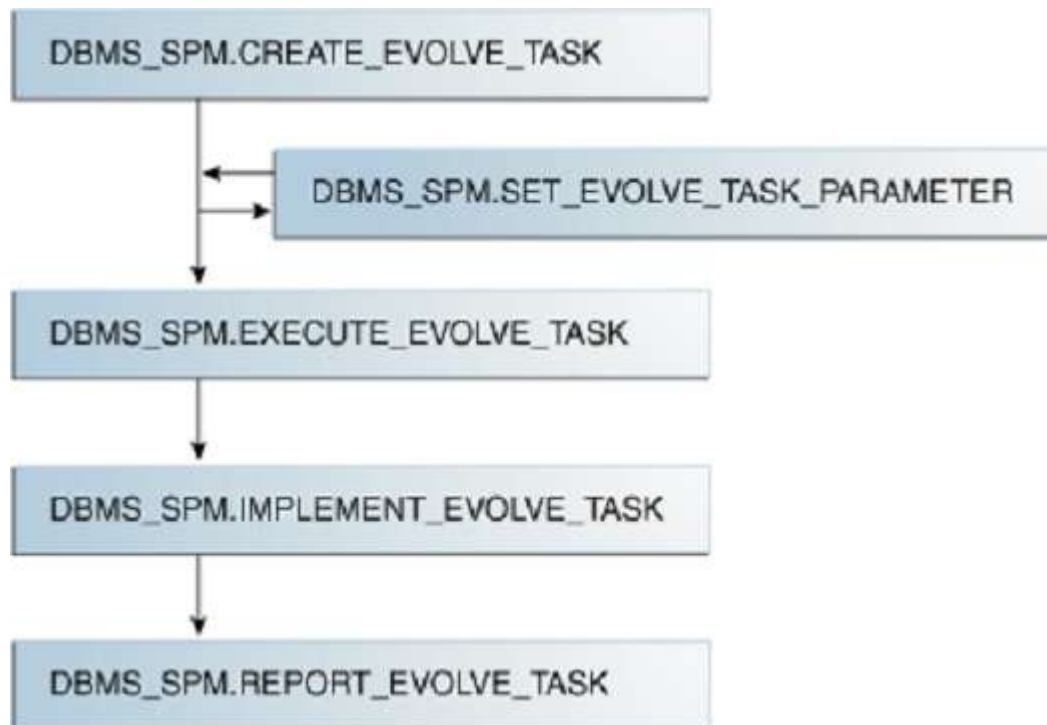 DBMS_SPM.CREATE_EVOLVE_TASK
DBMS_SPM.SET_EVOLVE_TASK_PARAMETER
DBMS_SPM.EXECUTE_EVOLVE_TASK
DBMS_SPM.IMPLEMENT_EVOLVE_TASK
DBMS_SPM.REPORT_EVOLVE_TASK